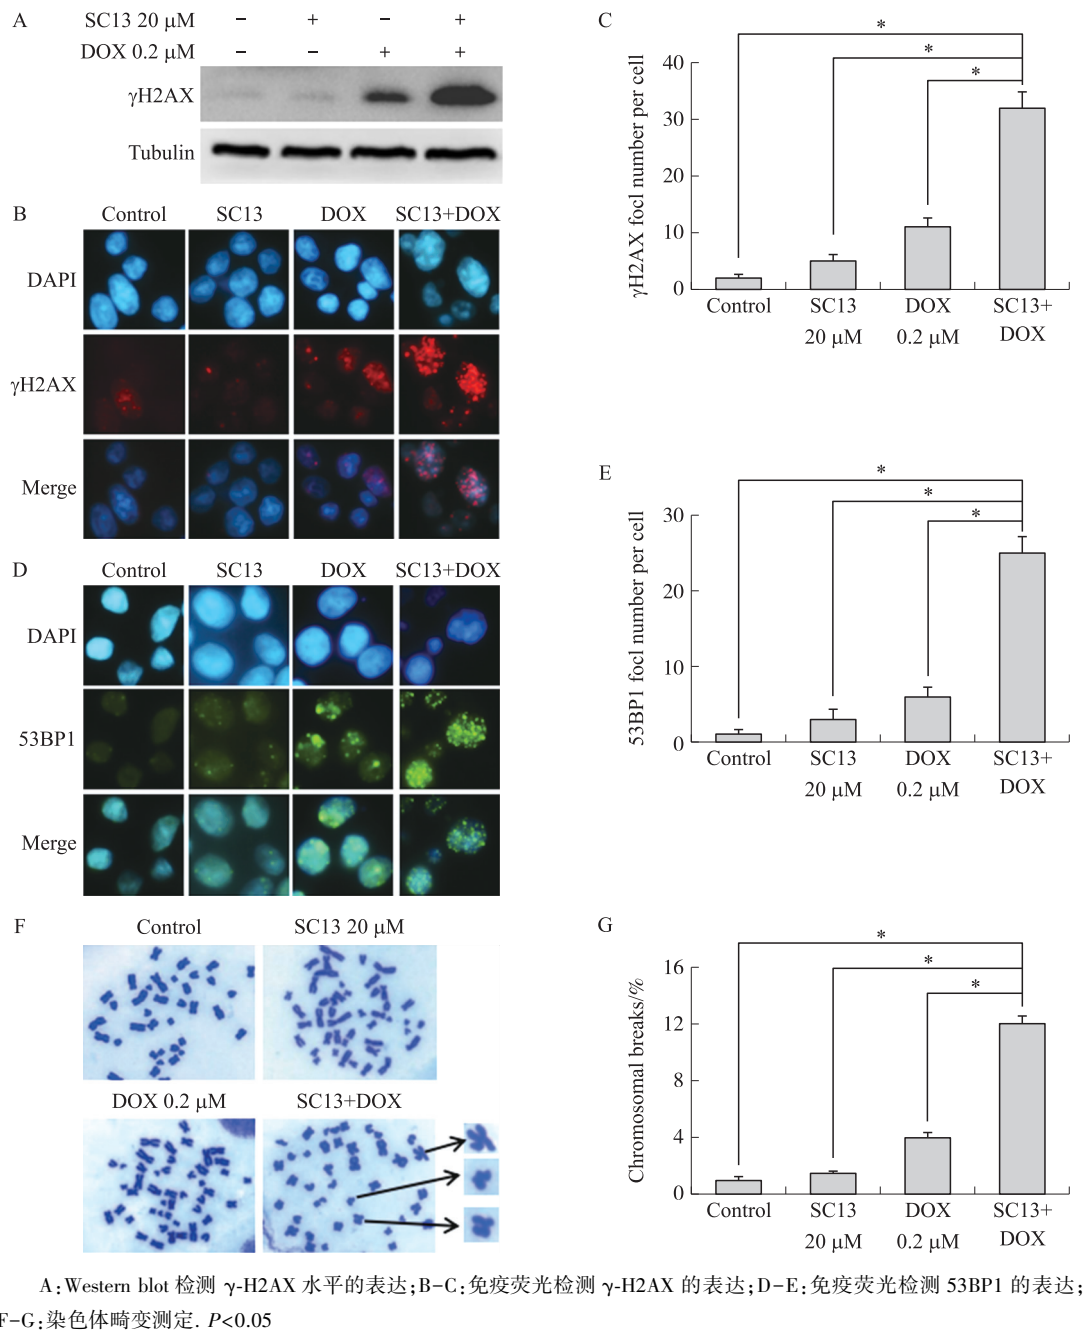 A
SC13 20 μM − + − +
DOX 0.2 μM − − + +
γH2AX
Tubulin
B
Control SC13 DOX SC13+DOX
DAPI
γH2AX
Merge
C
* * *
γH2AX focl number per cell
40
30
20
10
0
Control SC13 20 μM DOX 0.2 μM SC13+ DOX
D
Control SC13 DOX SC13+DOX
DAPI
53BP1
Merge
E
* * *
53BP1 focl number per cell
30
20
10
0
Control SC13 20 μM DOX 0.2 μM SC13+ DOX
F
Control SC13 20 μM
DOX 0.2 μM SC13+DOX
G
* * *
Chromosomal breaks/%
16
12
8
4
0
Control SC13 20 μM DOX 0.2 μM SC13+ DOX
A:Western blot 检测 γ-H2AX 水平的表达;B-C:免疫荧光检测 γ-H2AX 的表达;D-E:免疫荧光检测 53BP1 的表达;
F-G:染色体畸变测定. P<0.05